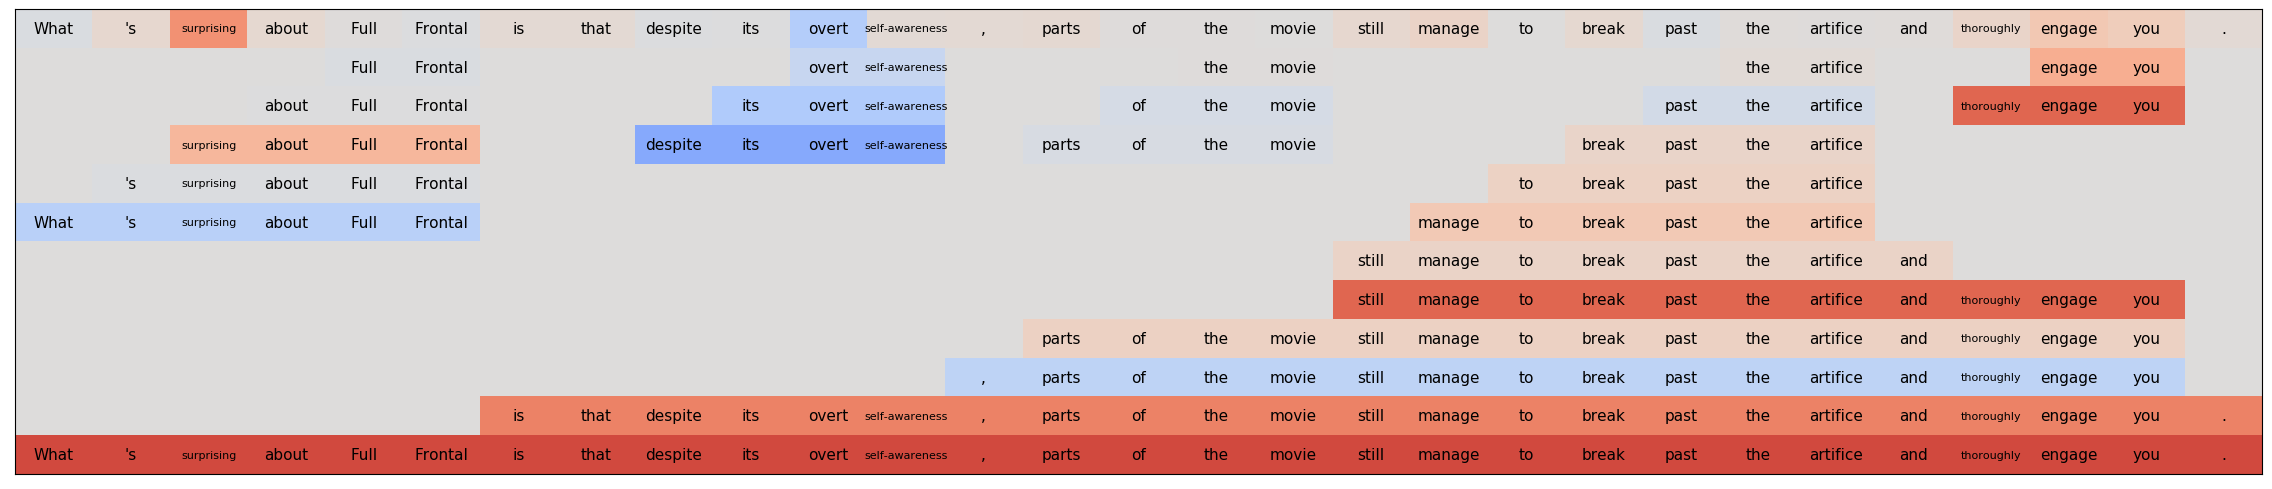 What 's surprising about Full Frontal is that despite its overt self-awareness , parts of the movie still manage to break past the artifice and thoroughly engage you .
Full Frontal overt self-awareness the movie the artifice engage you
about Full Frontal its overt self-awareness of the movie past the artifice thoroughly engage you
surprising about Full Frontal despite its overt self-awareness parts of the movie break past the artifice
's surprising about Full Frontal to break past the artifice
What 's surprising about Full Frontal manage to break past the artifice
still manage to break past the artifice and
still manage to break past the artifice and thoroughly engage you
parts of the movie still manage to break past the artifice and thoroughly engage you
, parts of the movie still manage to break past the artifice and thoroughly engage you
is that despite its overt self-awareness , parts of the movie still manage to break past the artifice and thoroughly engage you .
What 's surprising about Full Frontal is that despite its overt self-awareness , parts of the movie still manage to break past the artifice and thoroughly engage you .